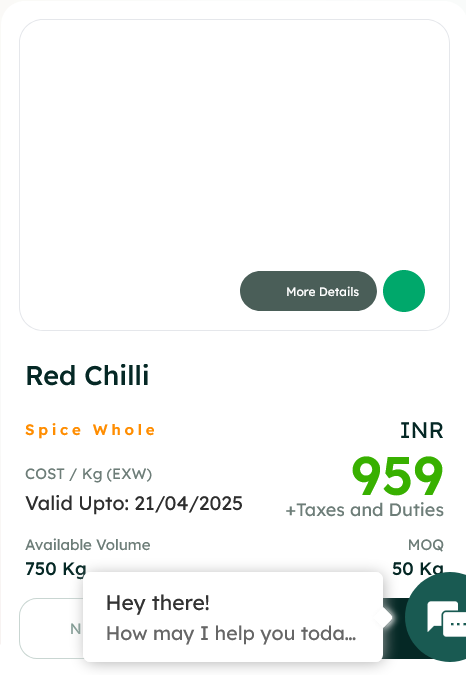 More Details
Red Chilli
Spice Whole
INR
COST / Kg (EXW)
959
Valid Upto: 21/04/2025
+Taxes and Duties
Available Volume
MOQ
750 Kg
50 Kg
Hey there!
How may I help you toda...